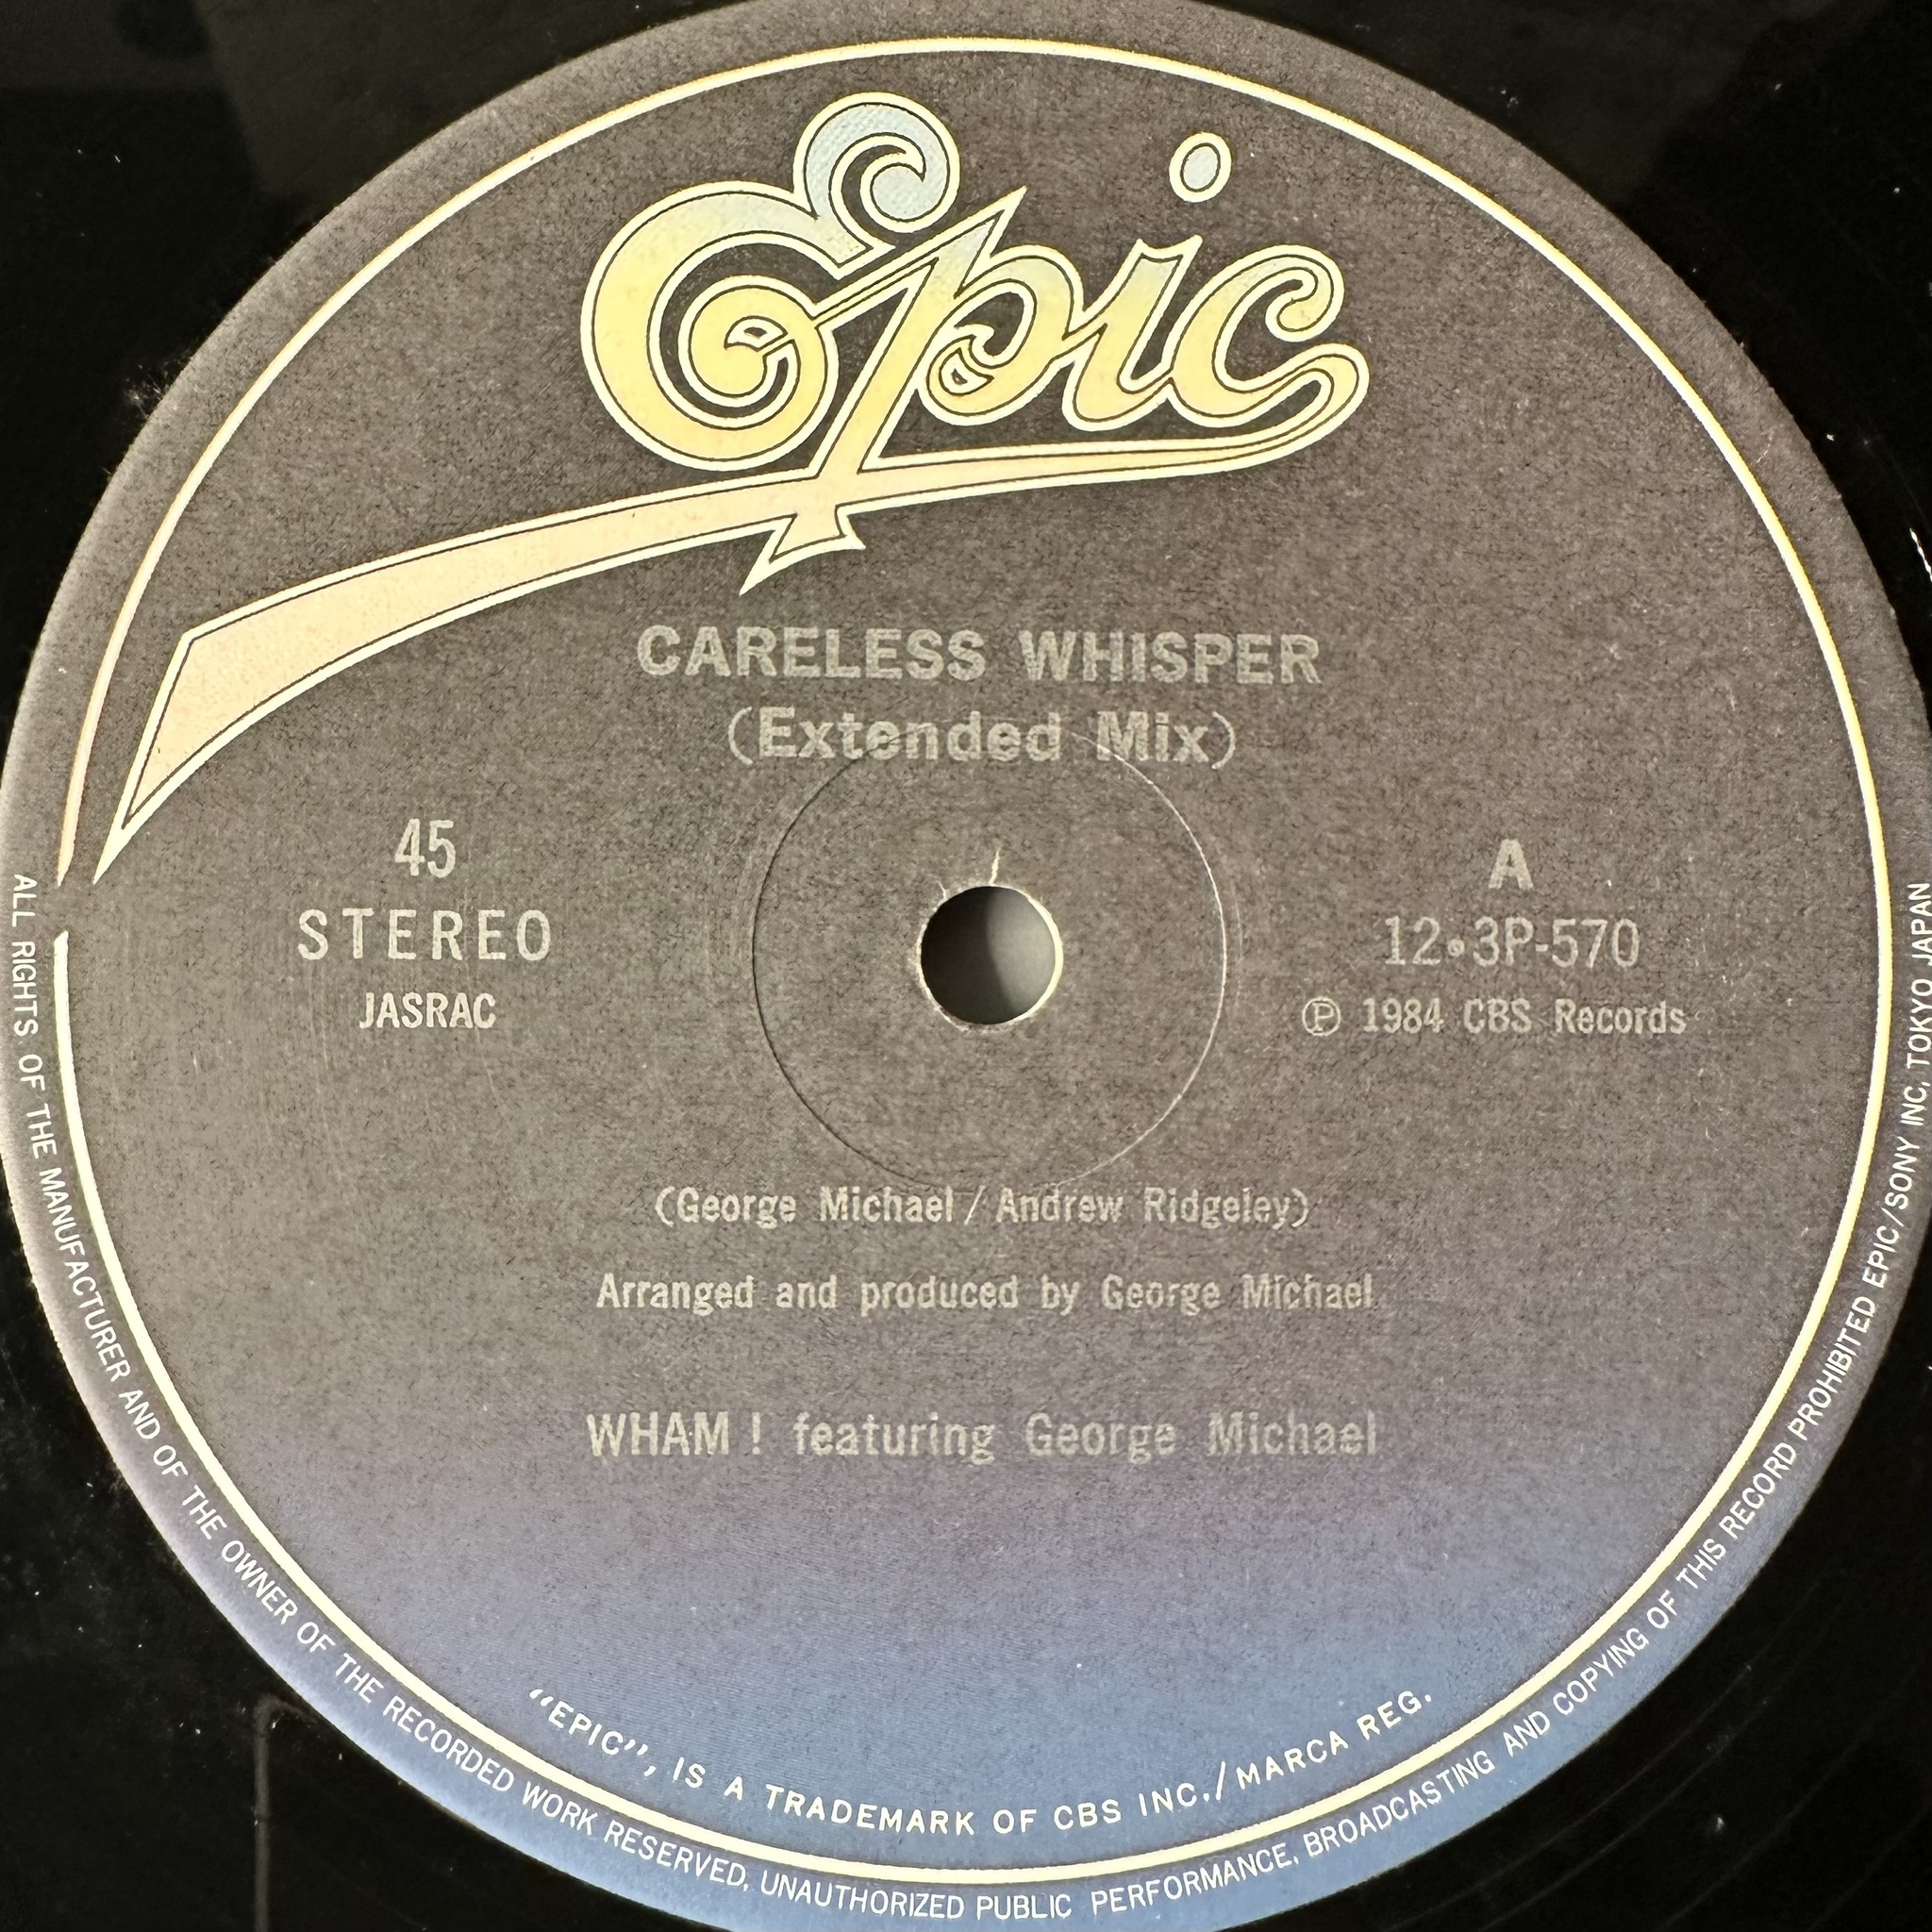 Epic
CARELESS WHISPER
(Extended Mix)
45
STEREO
JASRAC
A
12•3P-570
Ⓟ 1984 CBS Records
(George Michael / Andrew Ridgeley)
Arranged and produced by George Michael
WHAM ! featuring George Michael
“EPIC”, IS A TRADEMARK OF CBS INC./MARCA REG.
ALL RIGHTS OF THE MANUFACTURER AND OF THE OWNER OF THE RECORDED WORK RESERVED, UNAUTHORIZED PUBLIC PERFORMANCE, BROADCASTING AND COPYING OF THIS RECORD PROHIBITED EPIC/SONY INC. TOKYO JAPAN